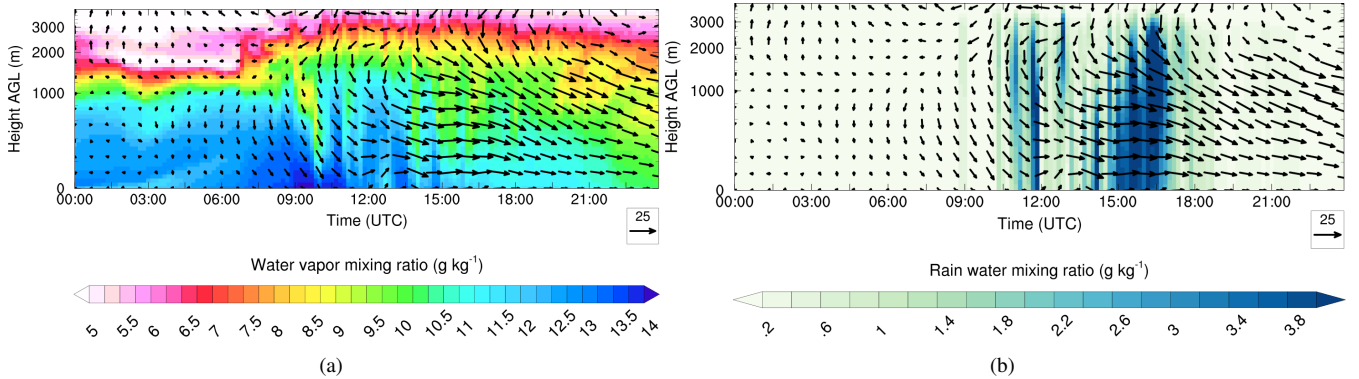 3000
2000
1000
0
Height AGL (m)
00:00 03:00 06:00 09:00 12:00 15:00 18:00 21:00
Time (UTC)
25
Water vapor mixing ratio (g kg-1)
5 5.5 6 6.5 7 7.5 8 8.5 9 9.5 10 10.5 11 11.5 12 12.5 13 13.5 14
(a)
3000
2000
1000
0
Height AGL (m)
00:00 03:00 06:00 09:00 12:00 15:00 18:00 21:00
Time (UTC)
25
Rain water mixing ratio (g kg-1)
.2 .6 1 1.4 1.8 2.2 2.6 3 3.4 3.8
(b)